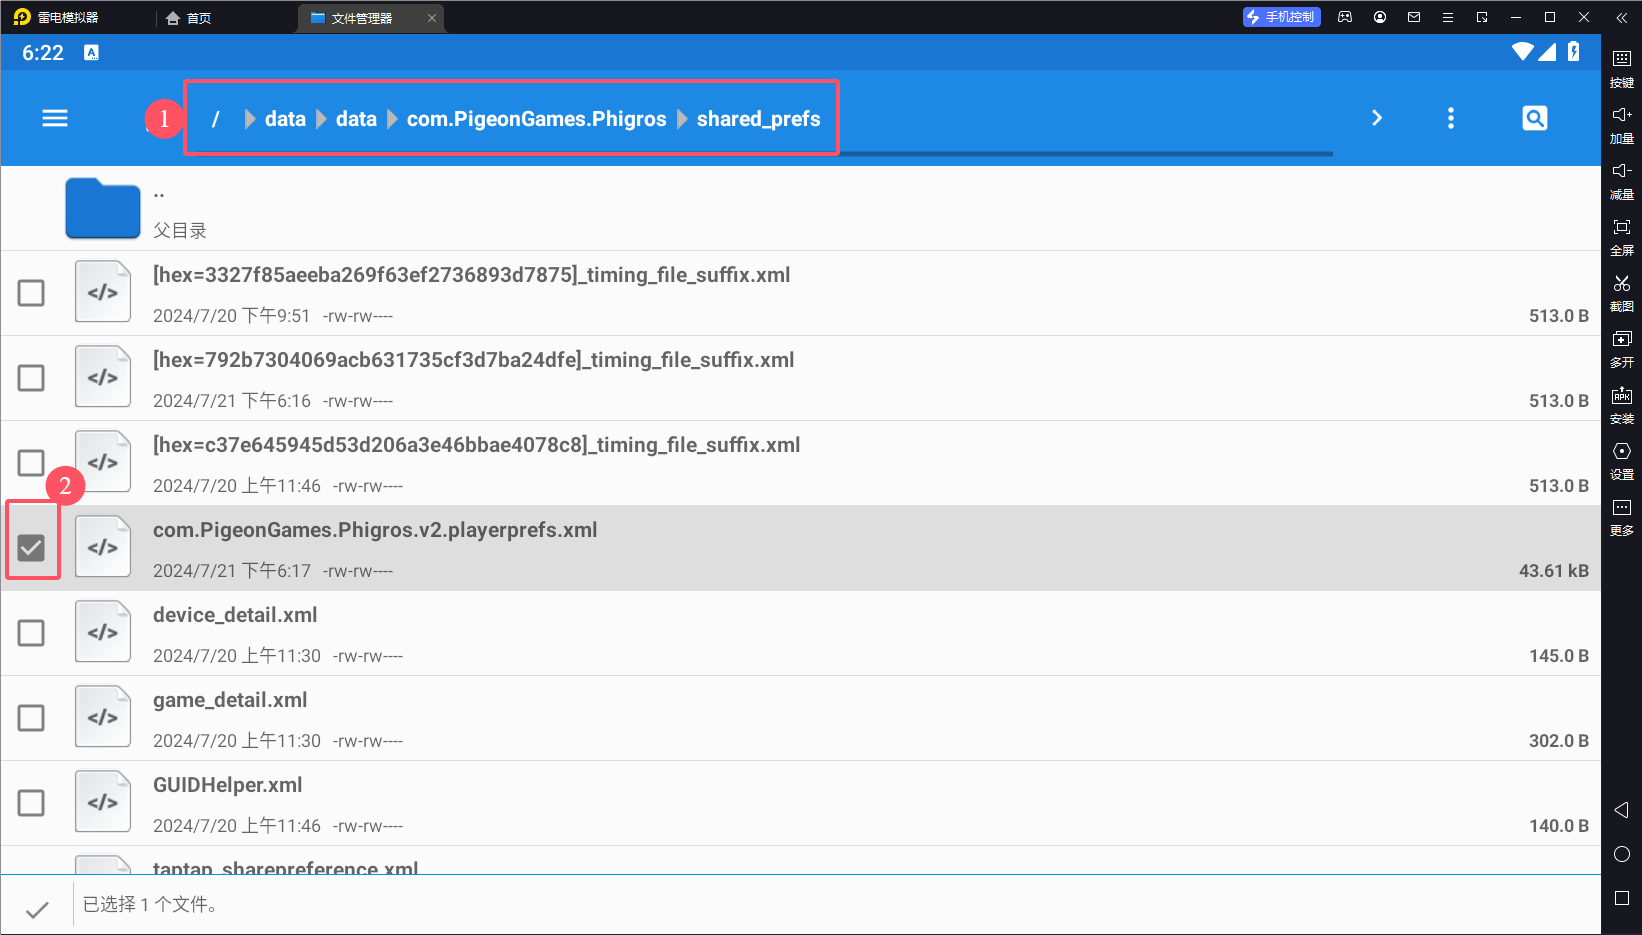 雷电模拟器
首页
文件管理器
手机控制
6:22
A
1
/ data data com.PigeonGames.Phigros shared_prefs
..
父目录
[hex=3327f85aeeba269f63ef2736893d7875]_timing_file_suffix.xml
2024/7/20 下午9:51 -rw-rw----
513.0 B
[hex=792b7304069acb631735cf3d7ba24dfe]_timing_file_suffix.xml
2024/7/21 下午6:16 -rw-rw----
513.0 B
[hex=c37e645945d53d206a3e46bbae4078c8]_timing_file_suffix.xml
2024/7/20 上午11:46 -rw-rw----
513.0 B
2
com.PigeonGames.Phigros.v2.playerprefs.xml
2024/7/21 下午6:17 -rw-rw----
43.61 kB
device_detail.xml
2024/7/20 上午11:30 -rw-rw----
145.0 B
game_detail.xml
2024/7/20 上午11:30 -rw-rw----
302.0 B
GUIDHelper.xml
2024/7/20 上午11:46 -rw-rw----
140.0 B
taptap_sharepreference.xml
已选择 1 个文件。
按键
加量
减量
全屏
截图
多开
APK
安装
设置
更多